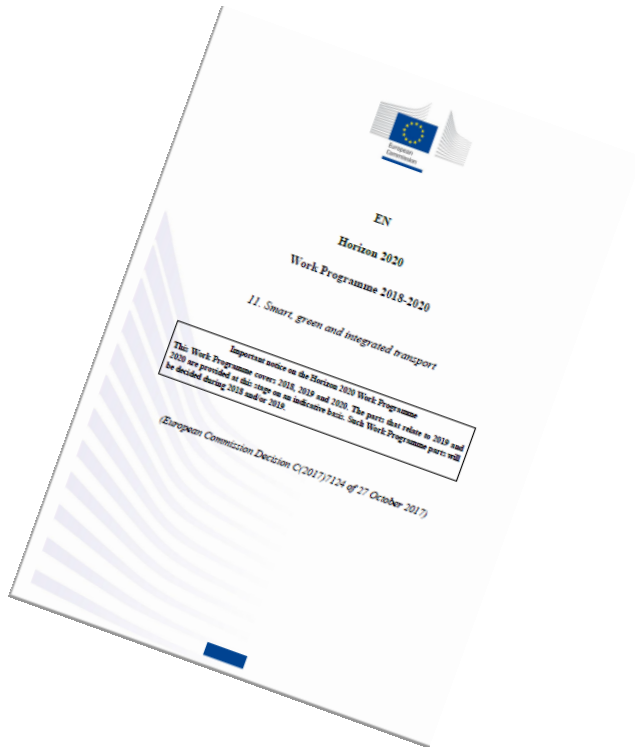 European
Commission
EN
Horizon 2020
Work Programme 2018-2020
11. Smart, green and integrated transport
Important notice on the Horizon 2020 Work Programme
This Work Programme covers 2018, 2019 and 2020. The parts that relate to 2019 and
2020 are provided at this stage on an indicative basis. Such Work Programme parts will
be decided during 2018 and/or 2019.
(European Commission Decision C(2017)7124 of 27 October 2017)